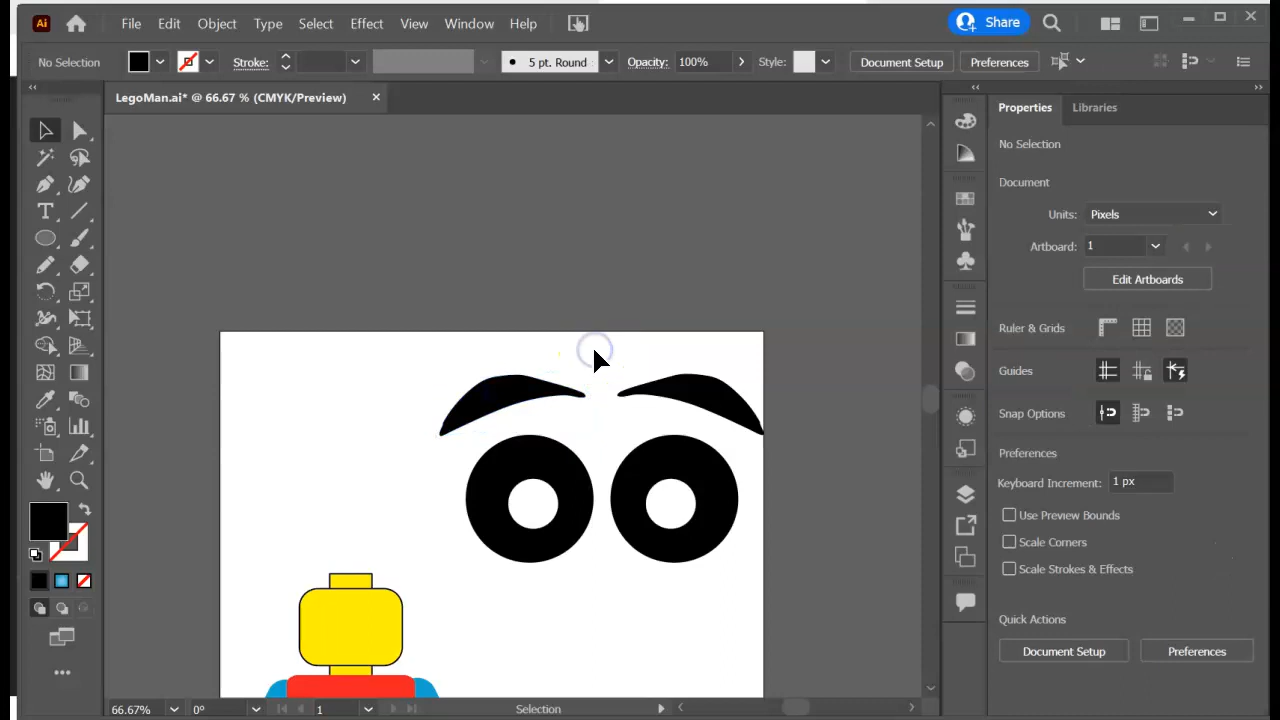 Ai File Edit Object Type Select Effect View Window Help Share
No Selection Stroke: 5 pt. Round Opacity: 100% Style: Document Setup Preferences
LegoMan.ai* @ 66.67 % (CMYK/Preview)
Properties Libraries
No Selection
Document
Units: Pixels
Artboard: 1
Edit Artboards
Ruler & Grids
Guides
Snap Options
Preferences
Keyboard Increment: 1 px
Use Preview Bounds
Scale Corners
Scale Strokes & Effects
Quick Actions
Document Setup Preferences
66.67% 0° 1 Selection